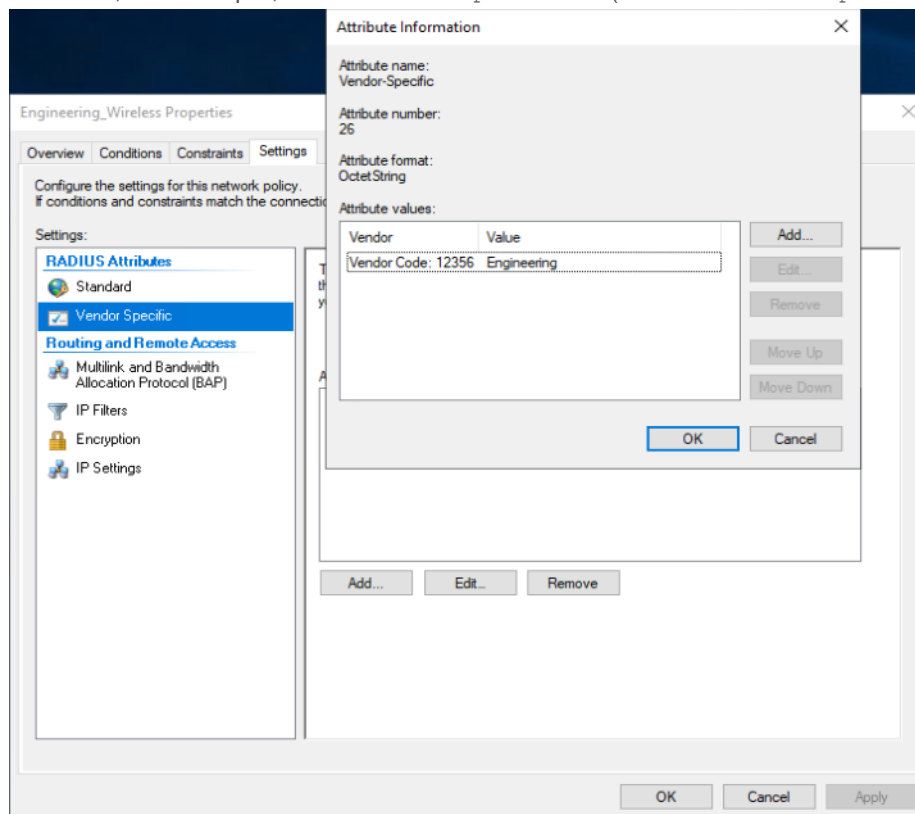 Attribute Information
Attribute name:
Vendor-Specific
Attribute number:
26
Attribute format:
OctetString
Attribute values:
Vendor Value
Vendor Code: 12356 Engineering
Add...
Edit...
Remove
Move Up
Move Down
OK Cancel
Engineering_Wireless Properties
Overview Conditions Constraints Settings
Configure the settings for this network policy.
If conditions and constraints match the
Settings:
RADIUS Attributes
Standard
Vendor Specific
Routing and Remote Access
Multilink and Bandwidth
Allocation Protocol (BAP)
IP Filters
Encryption
IP Settings
Add... Edit... Remove
OK Cancel Apply